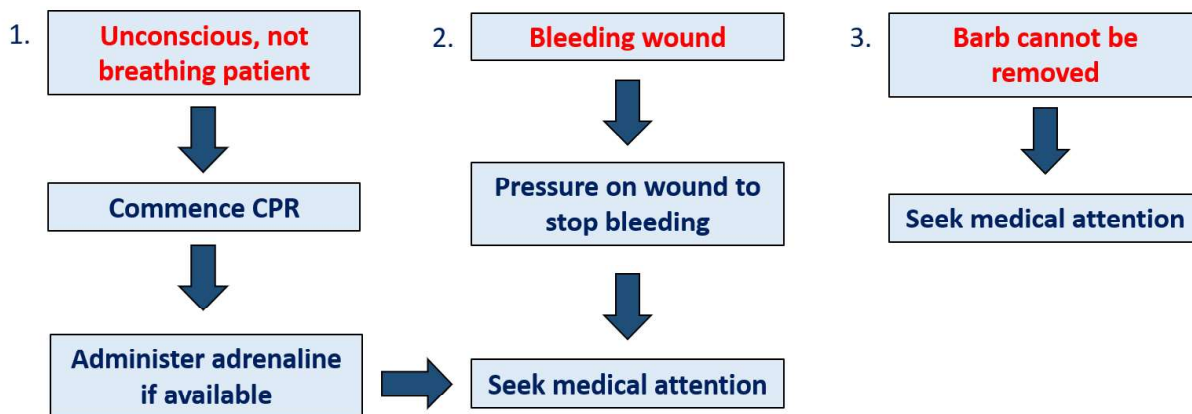 1.
Unconscious, not
breathing patient
Commence CPR
Administer adrenaline
if available
2.
Bleeding wound
Pressure on wound to
stop bleeding
Seek medical attention
3.
Barb cannot be
removed
Seek medical attention